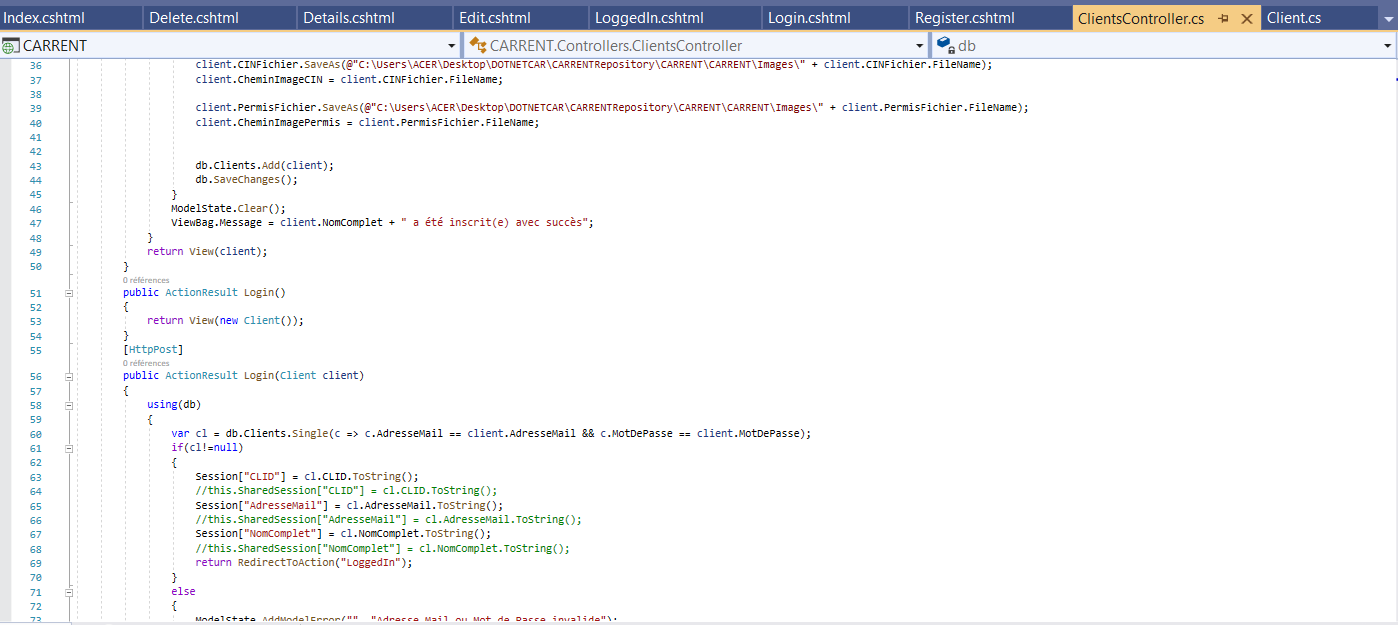 Index.cshtml Delete.cshtml Details.cshtml Edit.cshtml LoggedIn.cshtml Login.cshtml Register.cshtml ClientsController.cs Client.cs
CARRENT CARRENT.Controllers.ClientsController db
36 client.CINFichier.SaveAs(@"C:\Users\ACER\Desktop\DOTNETCAR\CARRENTRepository\CARRENT\CARRENT\Images\" + client.CINFichier.FileName);
37 client.CheminImageCIN = client.CINFichier.FileName;
38
39 client.PermisFichier.SaveAs(@"C:\Users\ACER\Desktop\DOTNETCAR\CARRENTRepository\CARRENT\CARRENT\Images\" + client.PermisFichier.FileName);
40 client.CheminImagePermis = client.PermisFichier.FileName;
41
42
43 db.Clients.Add(client);
44 db.SaveChanges();
45 }
46 ModelState.Clear();
47 ViewBag.Message = client.NomComplet + " a été inscrit(e) avec succès";
48 }
49 return View(client);
50 }
0 références
51 public ActionResult Login()
52 {
53 return View(new Client());
54 }
55 [HttpPost]
0 références
56 public ActionResult Login(Client client)
57 {
58 using(db)
59 {
60 var cl = db.Clients.Single(c => c.AdresseMail == client.AdresseMail && c.MotDePasse == client.MotDePasse);
61 if(cl!=null)
62 {
63 Session["CLID"] = cl.CLID.ToString();
64 //this.SharedSession["CLID"] = cl.CLID.ToString();
65 Session["AdresseMail"] = cl.AdresseMail.ToString();
66 //this.SharedSession["AdresseMail"] = cl.AdresseMail.ToString();
67 Session["NomComplet"] = cl.NomComplet.ToString();
68 //this.SharedSession["NomComplet"] = cl.NomComplet.ToString();
69 return RedirectToAction("LoggedIn");
70 }
71 else
72 {
73 ModelState.AddModelError("", "Adresse Mail ou Mot de Passe invalide");